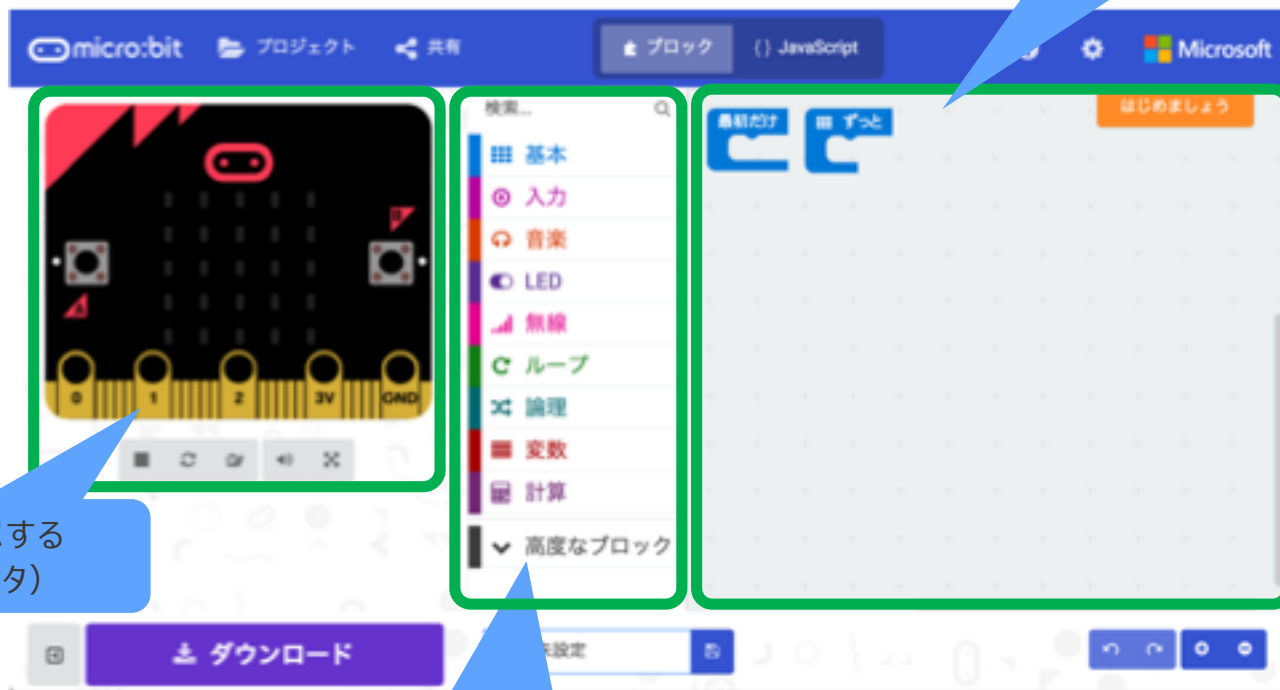 micro:bit プロジェクト 共有 ブロック {} JavaScript Microsoft
検索...
基本
入力
音楽
LED
無線
ループ
論理
変数
計算
高度なブロック
最初だけ
ずっと
はじめましょう
B
A
0 1 2 3V GND
する
タ）
ダウンロード
設定